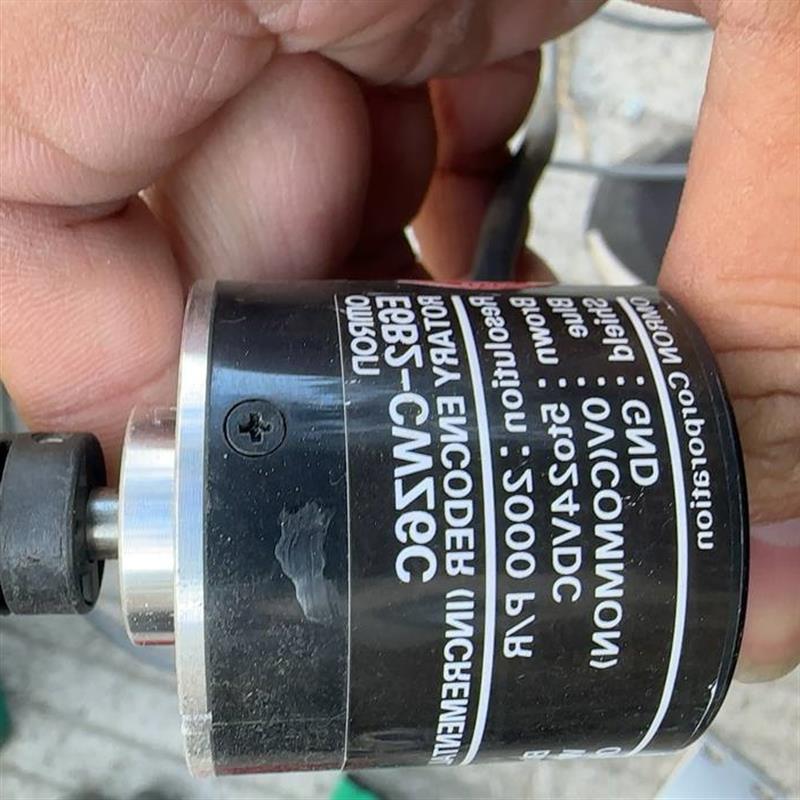 OMRON
E6B2-CWZ6C
ROTARY ENCODER (INCREMENTAL
Resolution : 2000 P/R
Brown : 5to24VDC
Blue : 0V(COMMON)
Shield : GND
OMRON Corporation